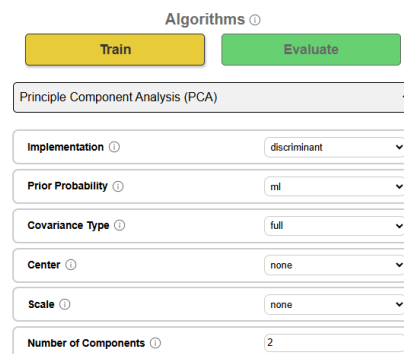 Algorithms
Train
Evaluate
Principle Component Analysis (PCA)
Implementation discriminant
Prior Probability ml
Covariance Type full
Center none
Scale none
Number of Components 2